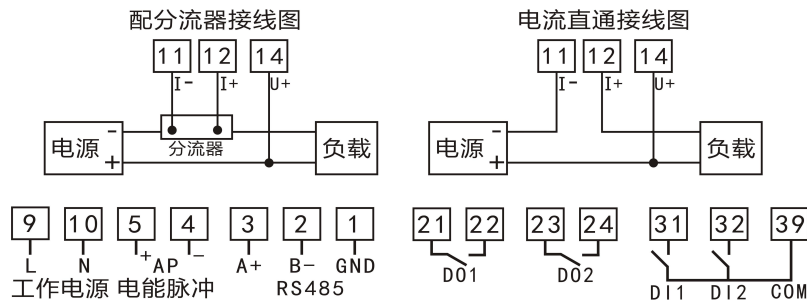 配分流器接线图
11 12 14
I- I+ U+
电源 - + 分流器 负载
电流直通接线图
11 12 14
I- I+ U+
电源 - + 负载
9 10 5 4 3 2 1
L N + AP - A+ B- GND
工作电源 电能脉冲 RS485
21 22 23 24 31 32 39
DO1 DO2 DI1 DI2 COM